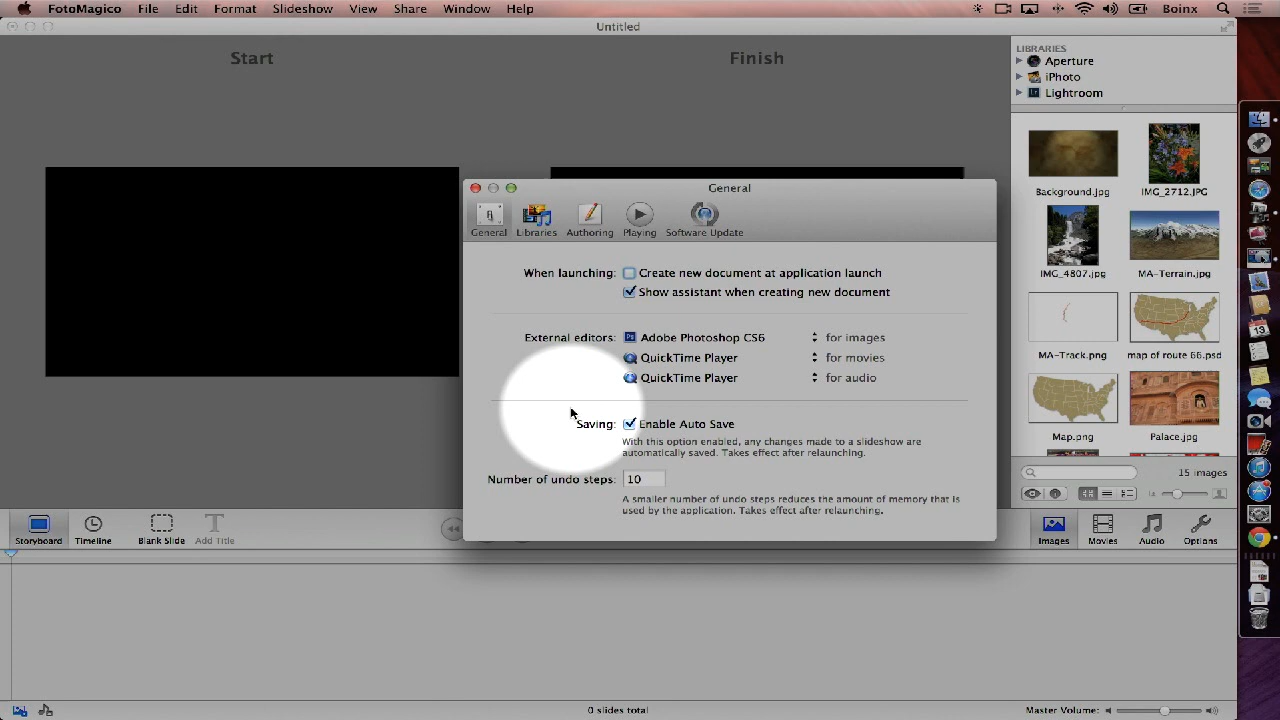 FotoMagico File Edit Format Slideshow View Share Window Help Boinx
Untitled
Start
Finish
LIBRARIES
Aperture
iPhoto
Lightroom
Background.jpg
IMG_2712.JPG
IMG_4807.jpg
MA-Terrain.jpg
MA-Track.png
map of route 66.psd
Map.png
Palace.jpg
15 images
General
General Libraries Authoring Playing Software Update
When launching: Create new document at application launch
Show assistant when creating new document
External editors: Adobe Photoshop CS6 for images
QuickTime Player for movies
QuickTime Player for audio
Saving: Enable Auto Save
With this option enabled, any changes made to a slideshow are
automatically saved. Takes effect after relaunching.
Number of undo steps: 10
A smaller number of undo steps reduces the amount of memory that is
used by the application. Takes effect after relaunching.
Storyboard Timeline Blank Slide Add Title
Images Movies Audio Options
0 slides total
Master Volume: